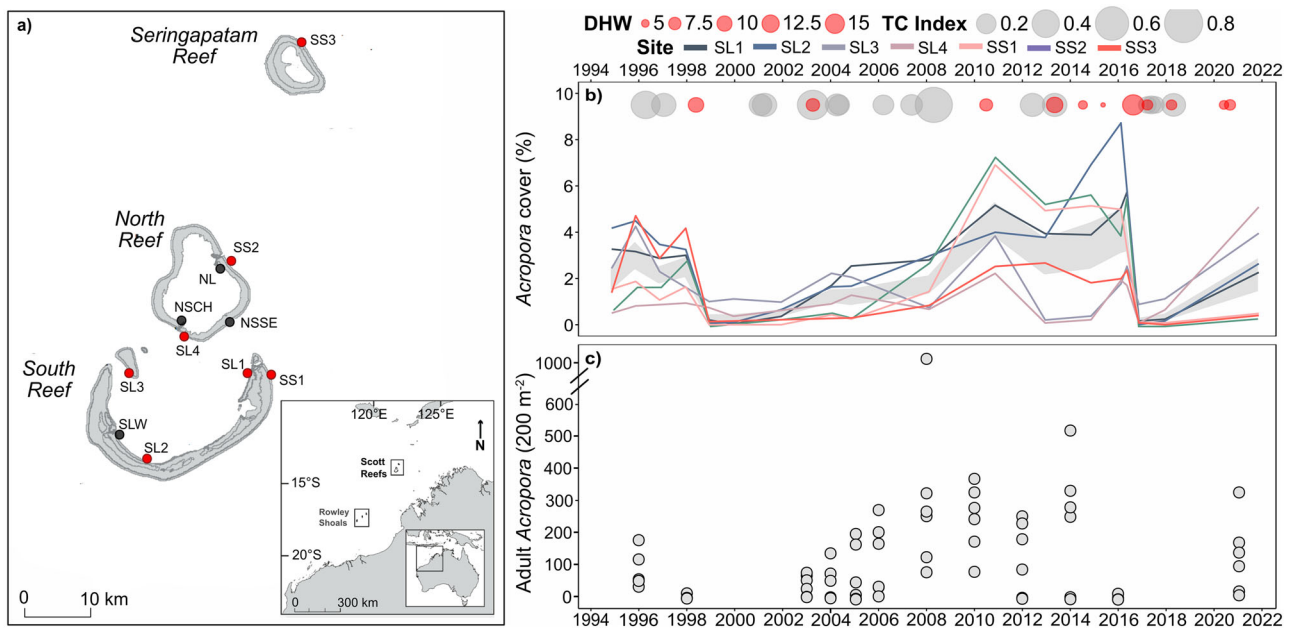 a)
Seringapatam
Reef
SS3
North
Reef
SS2
NL
NSCH
NSSE
SL4
South
Reef
SL3
SL1
SS1
SLW
SL2
0 10 km
120°E 125°E
N
Scott
Reefs
15°S
Rowley
Shoals
20°S
0 300 km
DHW 5 7.5 10 12.5 15 TC Index 0.2 0.4 0.6 0.8
Site SL1 SL2 SL3 SL4 SS1 SS2 SS3
1994 1996 1998 2000 2002 2004 2006 2008 2010 2012 2014 2016 2018 2020 2022
b)
Acropora cover (%)
10
8
6
4
2
0
c)
Adult Acropora (200 m⁻²)
1000
600
500
400
300
200
100
0
1994 1996 1998 2000 2002 2004 2006 2008 2010 2012 2014 2016 2018 2020 2022